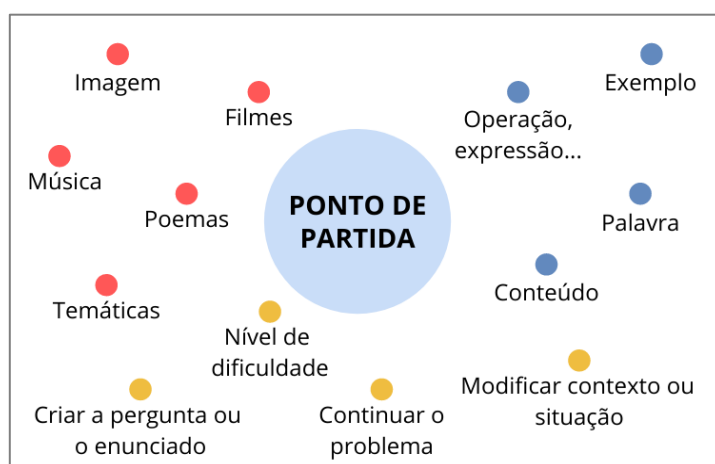 Imagem
Filmes
Música
Poemas
Temáticas
PONTO DE
PARTIDA
Exemplo
Operação,
expressão...
Palavra
Conteúdo
Nível de
dificuldade
Criar a pergunta ou
o enunciado
Continuar o
problema
Modificar contexto ou
situação